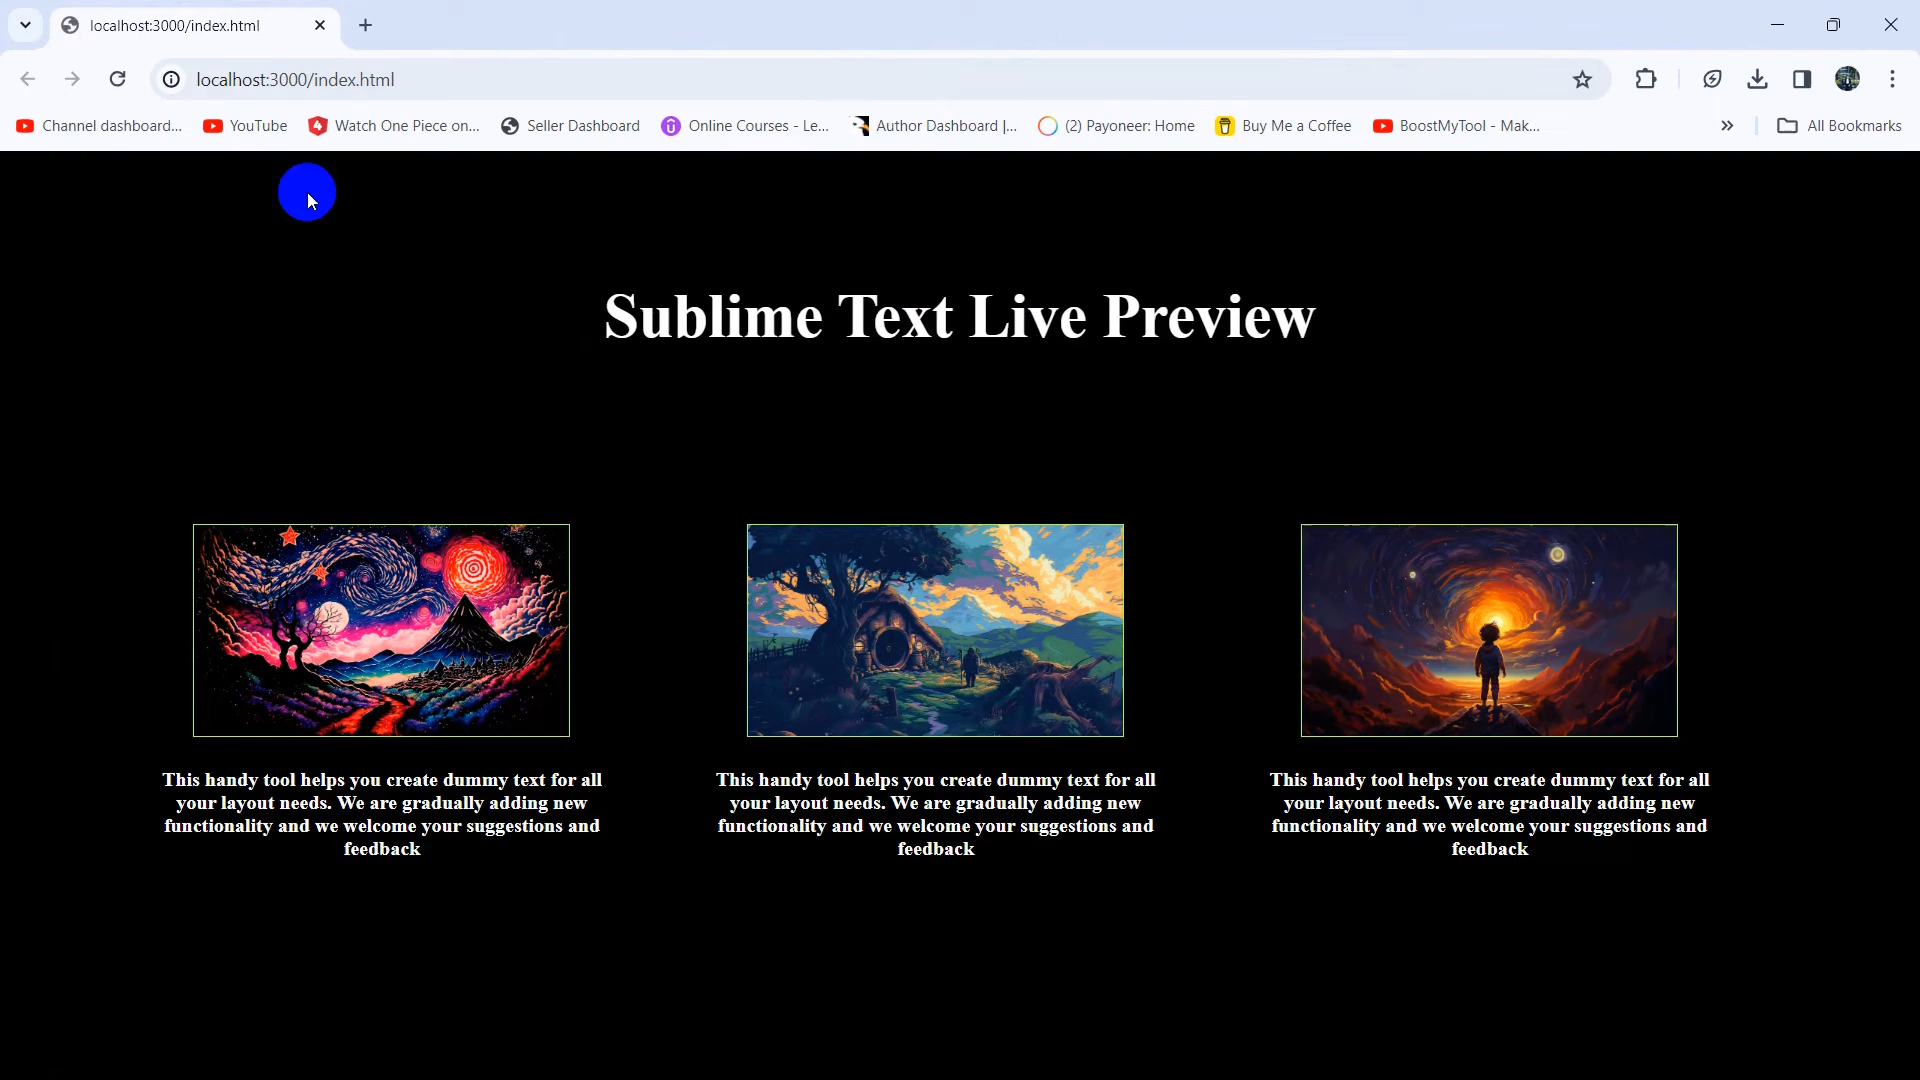 localhost:3000/index.html
localhost:3000/index.html
Channel dashboard... YouTube Watch One Piece on... Seller Dashboard Online Courses - Le... Author Dashboard |... (2) Payoneer: Home Buy Me a Coffee BoostMyTool - Mak... All Bookmarks
Sublime Text Live Preview
This handy tool helps you create dummy text for all
your layout needs. We are gradually adding new
functionality and we welcome your suggestions and
feedback
This handy tool helps you create dummy text for all
your layout needs. We are gradually adding new
functionality and we welcome your suggestions and
feedback
This handy tool helps you create dummy text for all
your layout needs. We are gradually adding new
functionality and we welcome your suggestions and
feedback